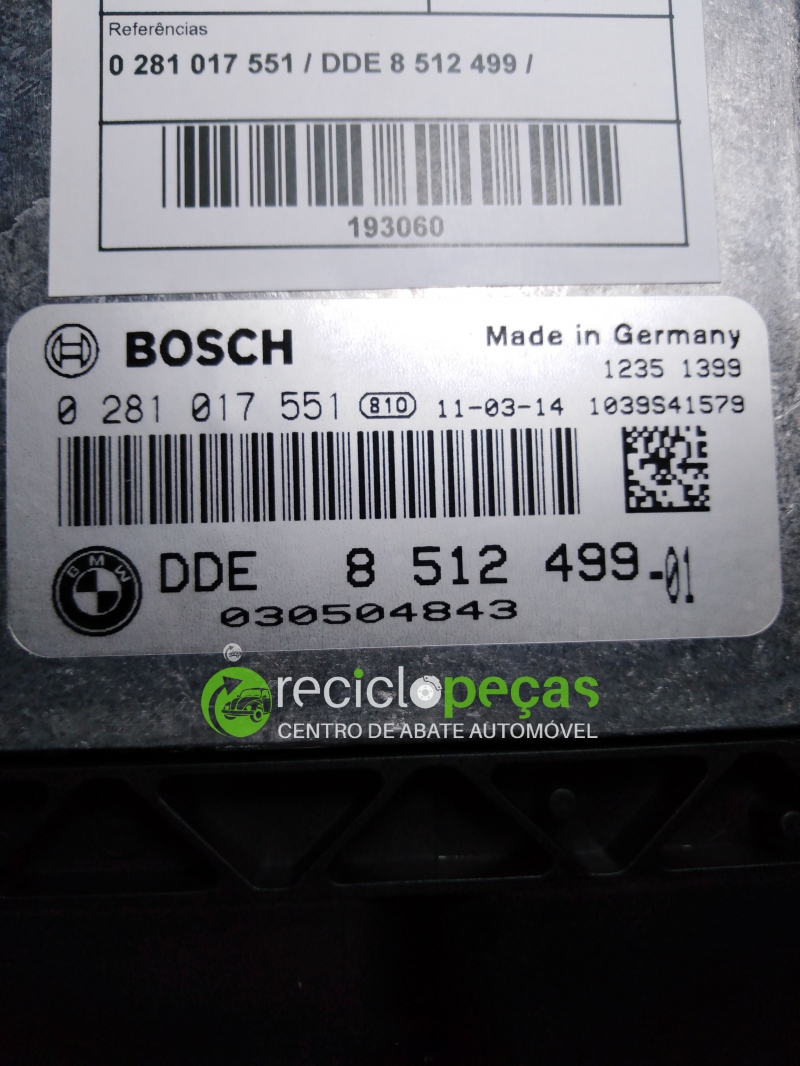 Referências
0 281 017 551 / DDE 8 512 499 /
193060
BOSCH
Made in Germany
1235 1399
0 281 017 551 810 11-03-14 1039S41579
BMW
DDE 8 512 499-01
030504843
reciclopeças
CENTRO DE ABATE AUTOMÓVEL